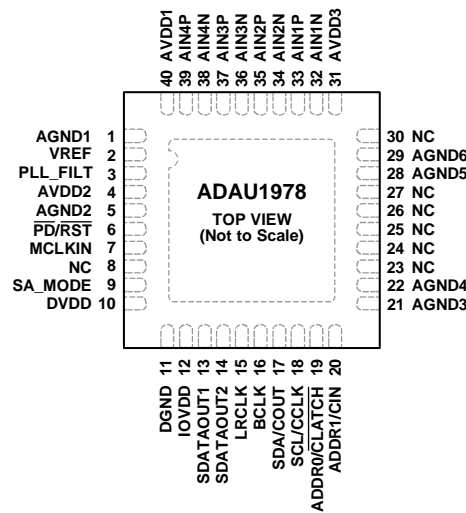 40 AVDD1
39 AIN4P
38 AIN4N
37 AIN3P
36 AIN3N
35 AIN2P
34 AIN2N
33 AIN1P
32 AIN1N
31 AVDD3
AGND1 1
VREF 2
PLL_FILT 3
AVDD2 4
AGND2 5
PD/RST 6
MCLKIN 7
NC 8
SA_MODE 9
DVDD 10
ADAU1978
TOP VIEW
(Not to Scale)
30 NC
29 AGND6
28 AGND5
27 NC
26 NC
25 NC
24 NC
23 NC
22 AGND4
21 AGND3
DGND 11
IOVDD 12
SDATAOUT1 13
SDATAOUT2 14
LRCLK 15
BCLK 16
SDA/COUT 17
SCL/CCLK 18
ADDR0/CLATCH 19
ADDR1/CIN 20